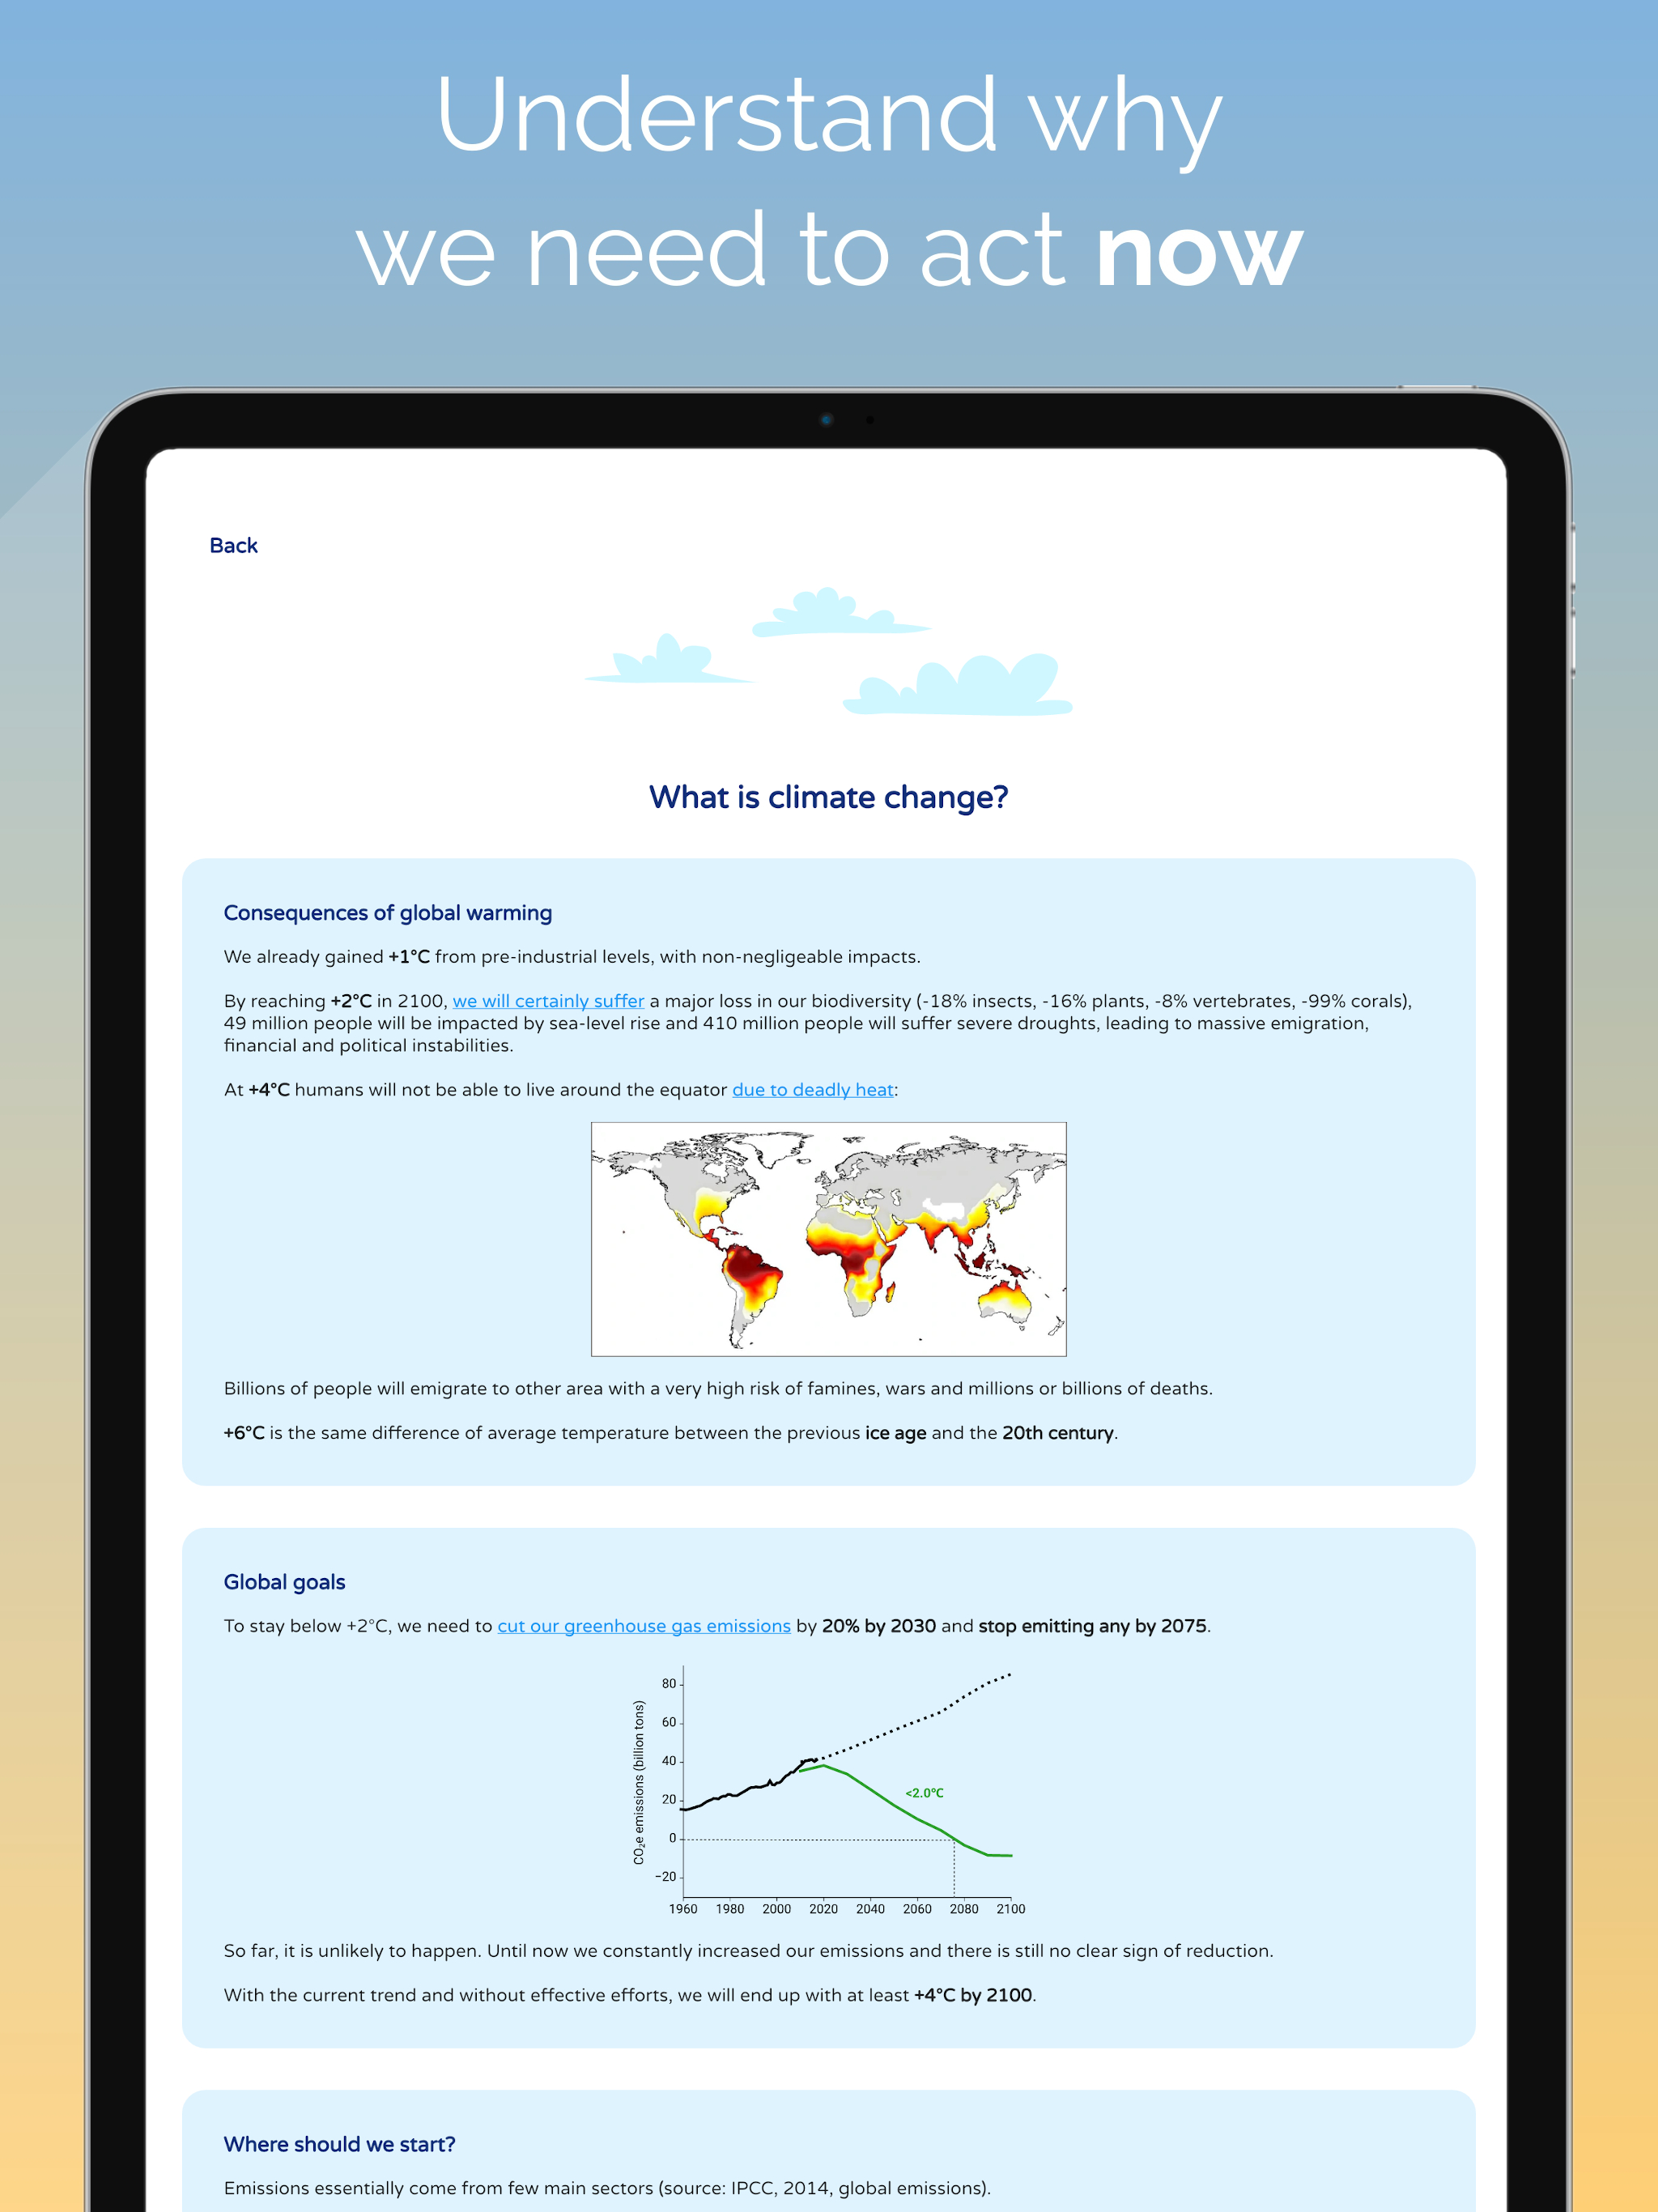 Understand why
we need to act now
Back
What is climate change?
Consequences of global warming
We already gained +1°C from pre-industrial levels, with non-negligeable impacts.
By reaching +2°C in 2100, we will certainly suffer a major loss in our biodiversity (-18% insects, -16% plants, -8% vertebrates, -99% corals),
49 million people will be impacted by sea-level rise and 410 million people will suffer severe droughts, leading to massive emigration,
financial and political instabilities.
At +4°C humans will not be able to live around the equator due to deadly heat:
Billions of people will emigrate to other area with a very high risk of famines, wars and millions or billions of deaths.
+6°C is the same difference of average temperature between the previous ice age and the 20th century.
Global goals
To stay below +2°C, we need to cut our greenhouse gas emissions by 20% by 2030 and stop emitting any by 2075.
CO₂e emissions (billion tons)
80
60
40
20
0
−20
<2.0°C
1960 1980 2000 2020 2040 2060 2080 2100
So far, it is unlikely to happen. Until now we constantly increased our emissions and there is still no clear sign of reduction.
With the current trend and without effective efforts, we will end up with at least +4°C by 2100.
Where should we start?
Emissions essentially come from few main sectors (source: IPCC, 2014, global emissions).